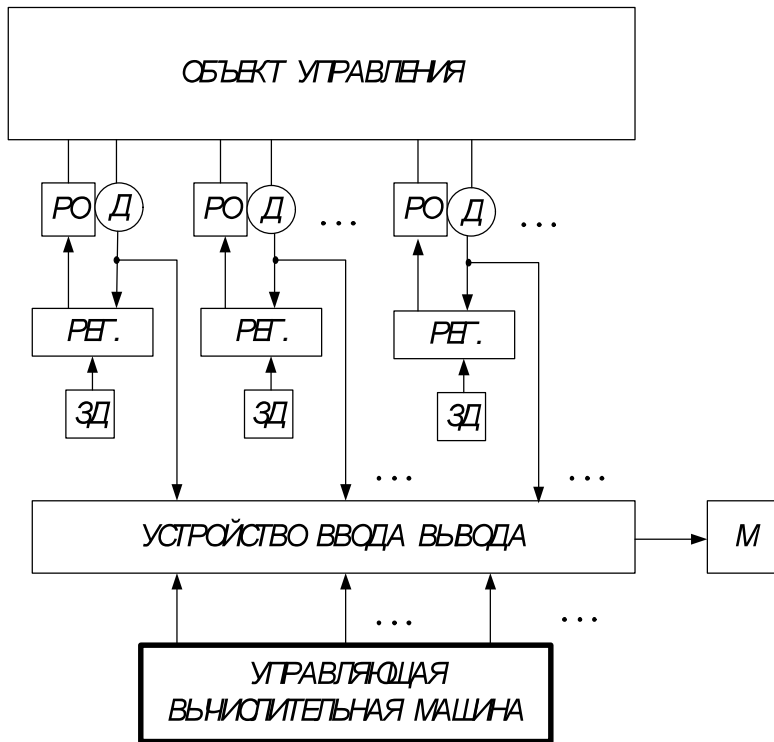 ОБЪЕКТ УПРАВЛЕНИЯ
РО Д РО Д ... РО Д ...
РЕГ. РЕГ. РЕГ.
ЗД ЗД ЗД
... ...
УСТРОЙСТВО ВВОДА ВЫВОДА М
... ...
УПРАВЛЯЮЩАЯ
ВЫЧИСЛИТЕЛЬНАЯ МАШИНА